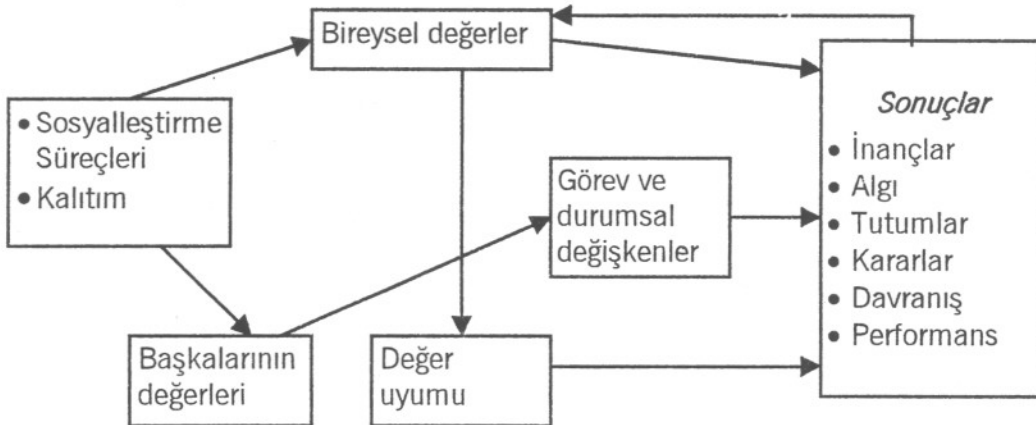 Bireysel değerler
• Sosyalleştirme
Süreçleri
• Kalıtım
Görev ve
durumsal
değişkenler
Başkalarının
değerleri
Değer
uyumu
Sonuçlar
• İnançlar
• Algı
• Tutumlar
• Kararlar
• Davranış
• Performans